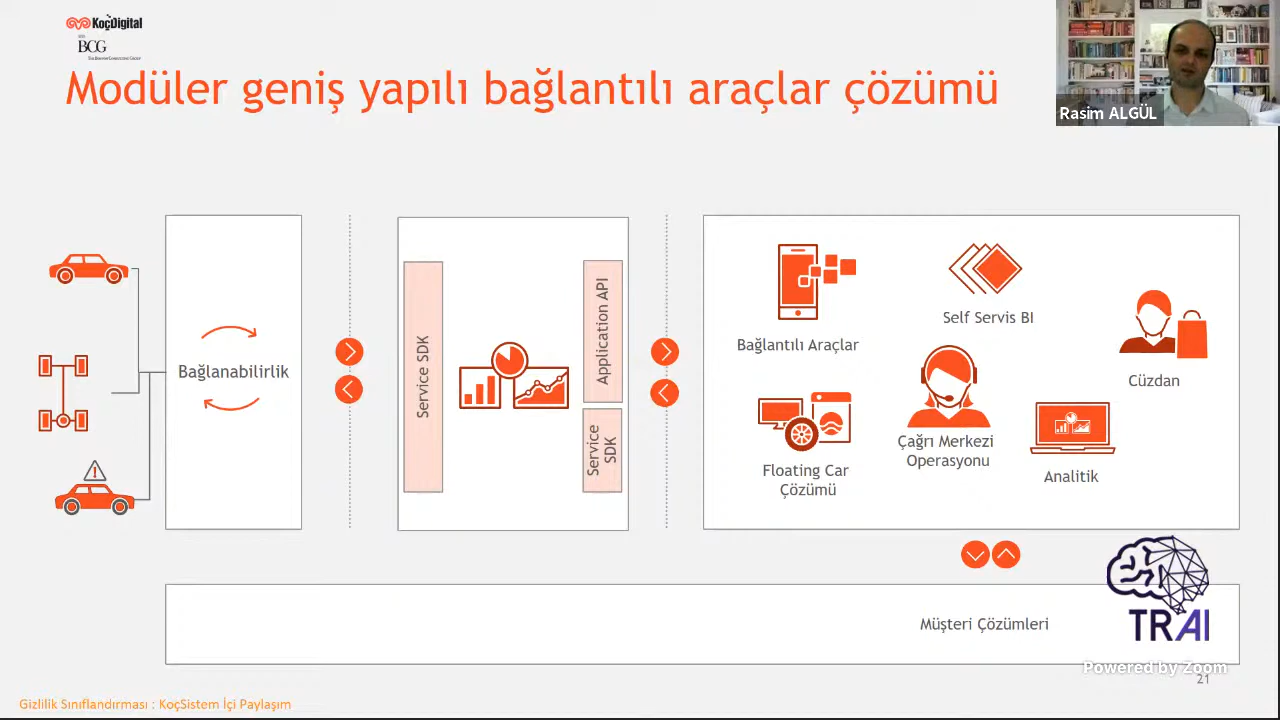 KoçDigital
BCG
Modüler geniş yapılı bağlantılı araçlar çözümü
Rasim ALGÜL
Bağlanabilirlik
Service SDK
Application API
Service
SDK
Bağlantılı Araçlar
Self Servis BI
Cüzdan
Floating Car
Çözümü
Çağrı Merkezi
Operasyonu
Analitik
Müşteri Çözümleri
TRAI
Powered by Zoom
21
Gizlilik Sınıflandırması : KoçSistem İçi Paylaşım